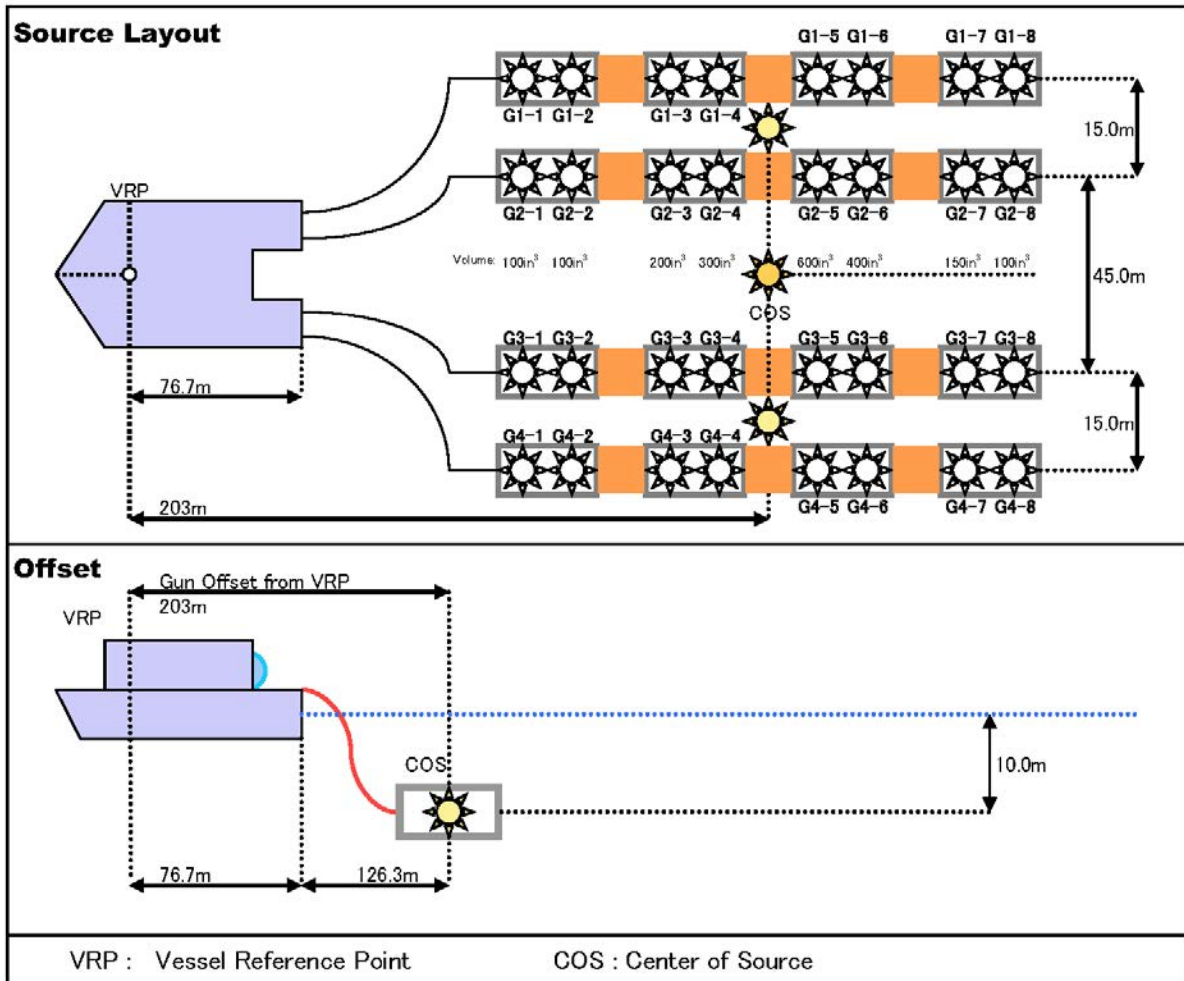 Source Layout
G1-5 G1-6 G1-7 G1-8
G1-1 G1-2 G1-3 G1-4
15.0m
VRP
G2-1 G2-2 G2-3 G2-4 G2-5 G2-6 G2-7 G2-8
Volume: 100in³ 100in³ 200in³ 300in³ 600in³ 400in³ 150in³ 100in³
45.0m
COS
G3-1 G3-2 G3-3 G3-4 G3-5 G3-6 G3-7 G3-8
76.7m
15.0m
G4-1 G4-2 G4-3 G4-4
203m
G4-5 G4-6 G4-7 G4-8
Offset
Gun Offset from VRP
203m
VRP
COS
10.0m
76.7m 126.3m
VRP : Vessel Reference Point COS : Center of Source